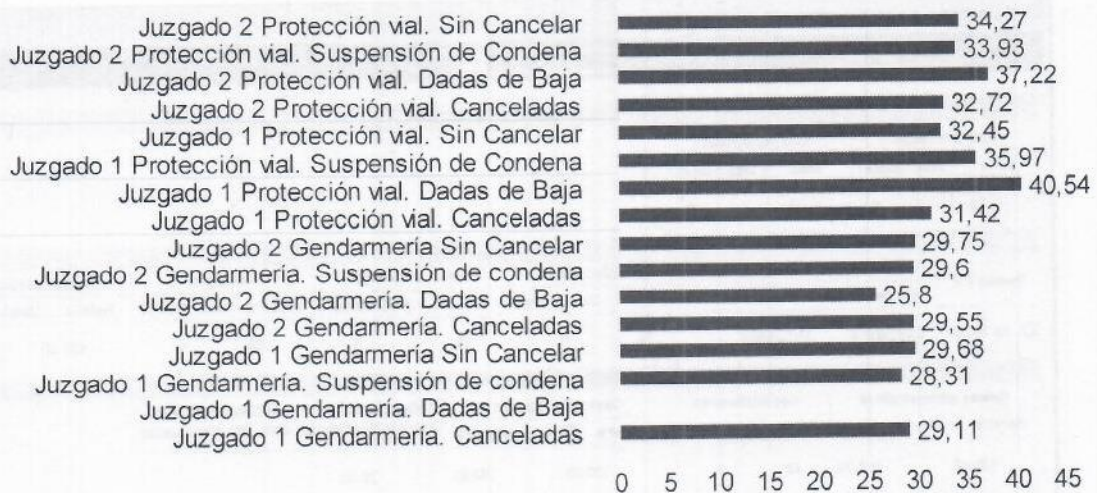 Juzgado 2 Protección vial. Sin Cancelar 34,27
Juzgado 2 Protección vial. Suspensión de Condena 33,93
Juzgado 2 Protección vial. Dadas de Baja 37,22
Juzgado 2 Protección vial. Canceladas 32,72
Juzgado 1 Protección vial. Sin Cancelar 32,45
Juzgado 1 Protección vial. Suspensión de Condena 35,97
Juzgado 1 Protección vial. Dadas de Baja 40,54
Juzgado 1 Protección vial. Canceladas 31,42
Juzgado 2 Gendarmería Sin Cancelar 29,75
Juzgado 2 Gendarmería. Suspensión de condena 29,6
Juzgado 2 Gendarmería. Dadas de Baja 25,8
Juzgado 2 Gendarmería. Canceladas 29,55
Juzgado 1 Gendarmería Sin Cancelar 29,68
Juzgado 1 Gendarmería. Suspensión de condena 28,31
Juzgado 1 Gendarmería. Dadas de Baja
Juzgado 1 Gendarmería. Canceladas 29,11
0 5 10 15 20 25 30 35 40 45